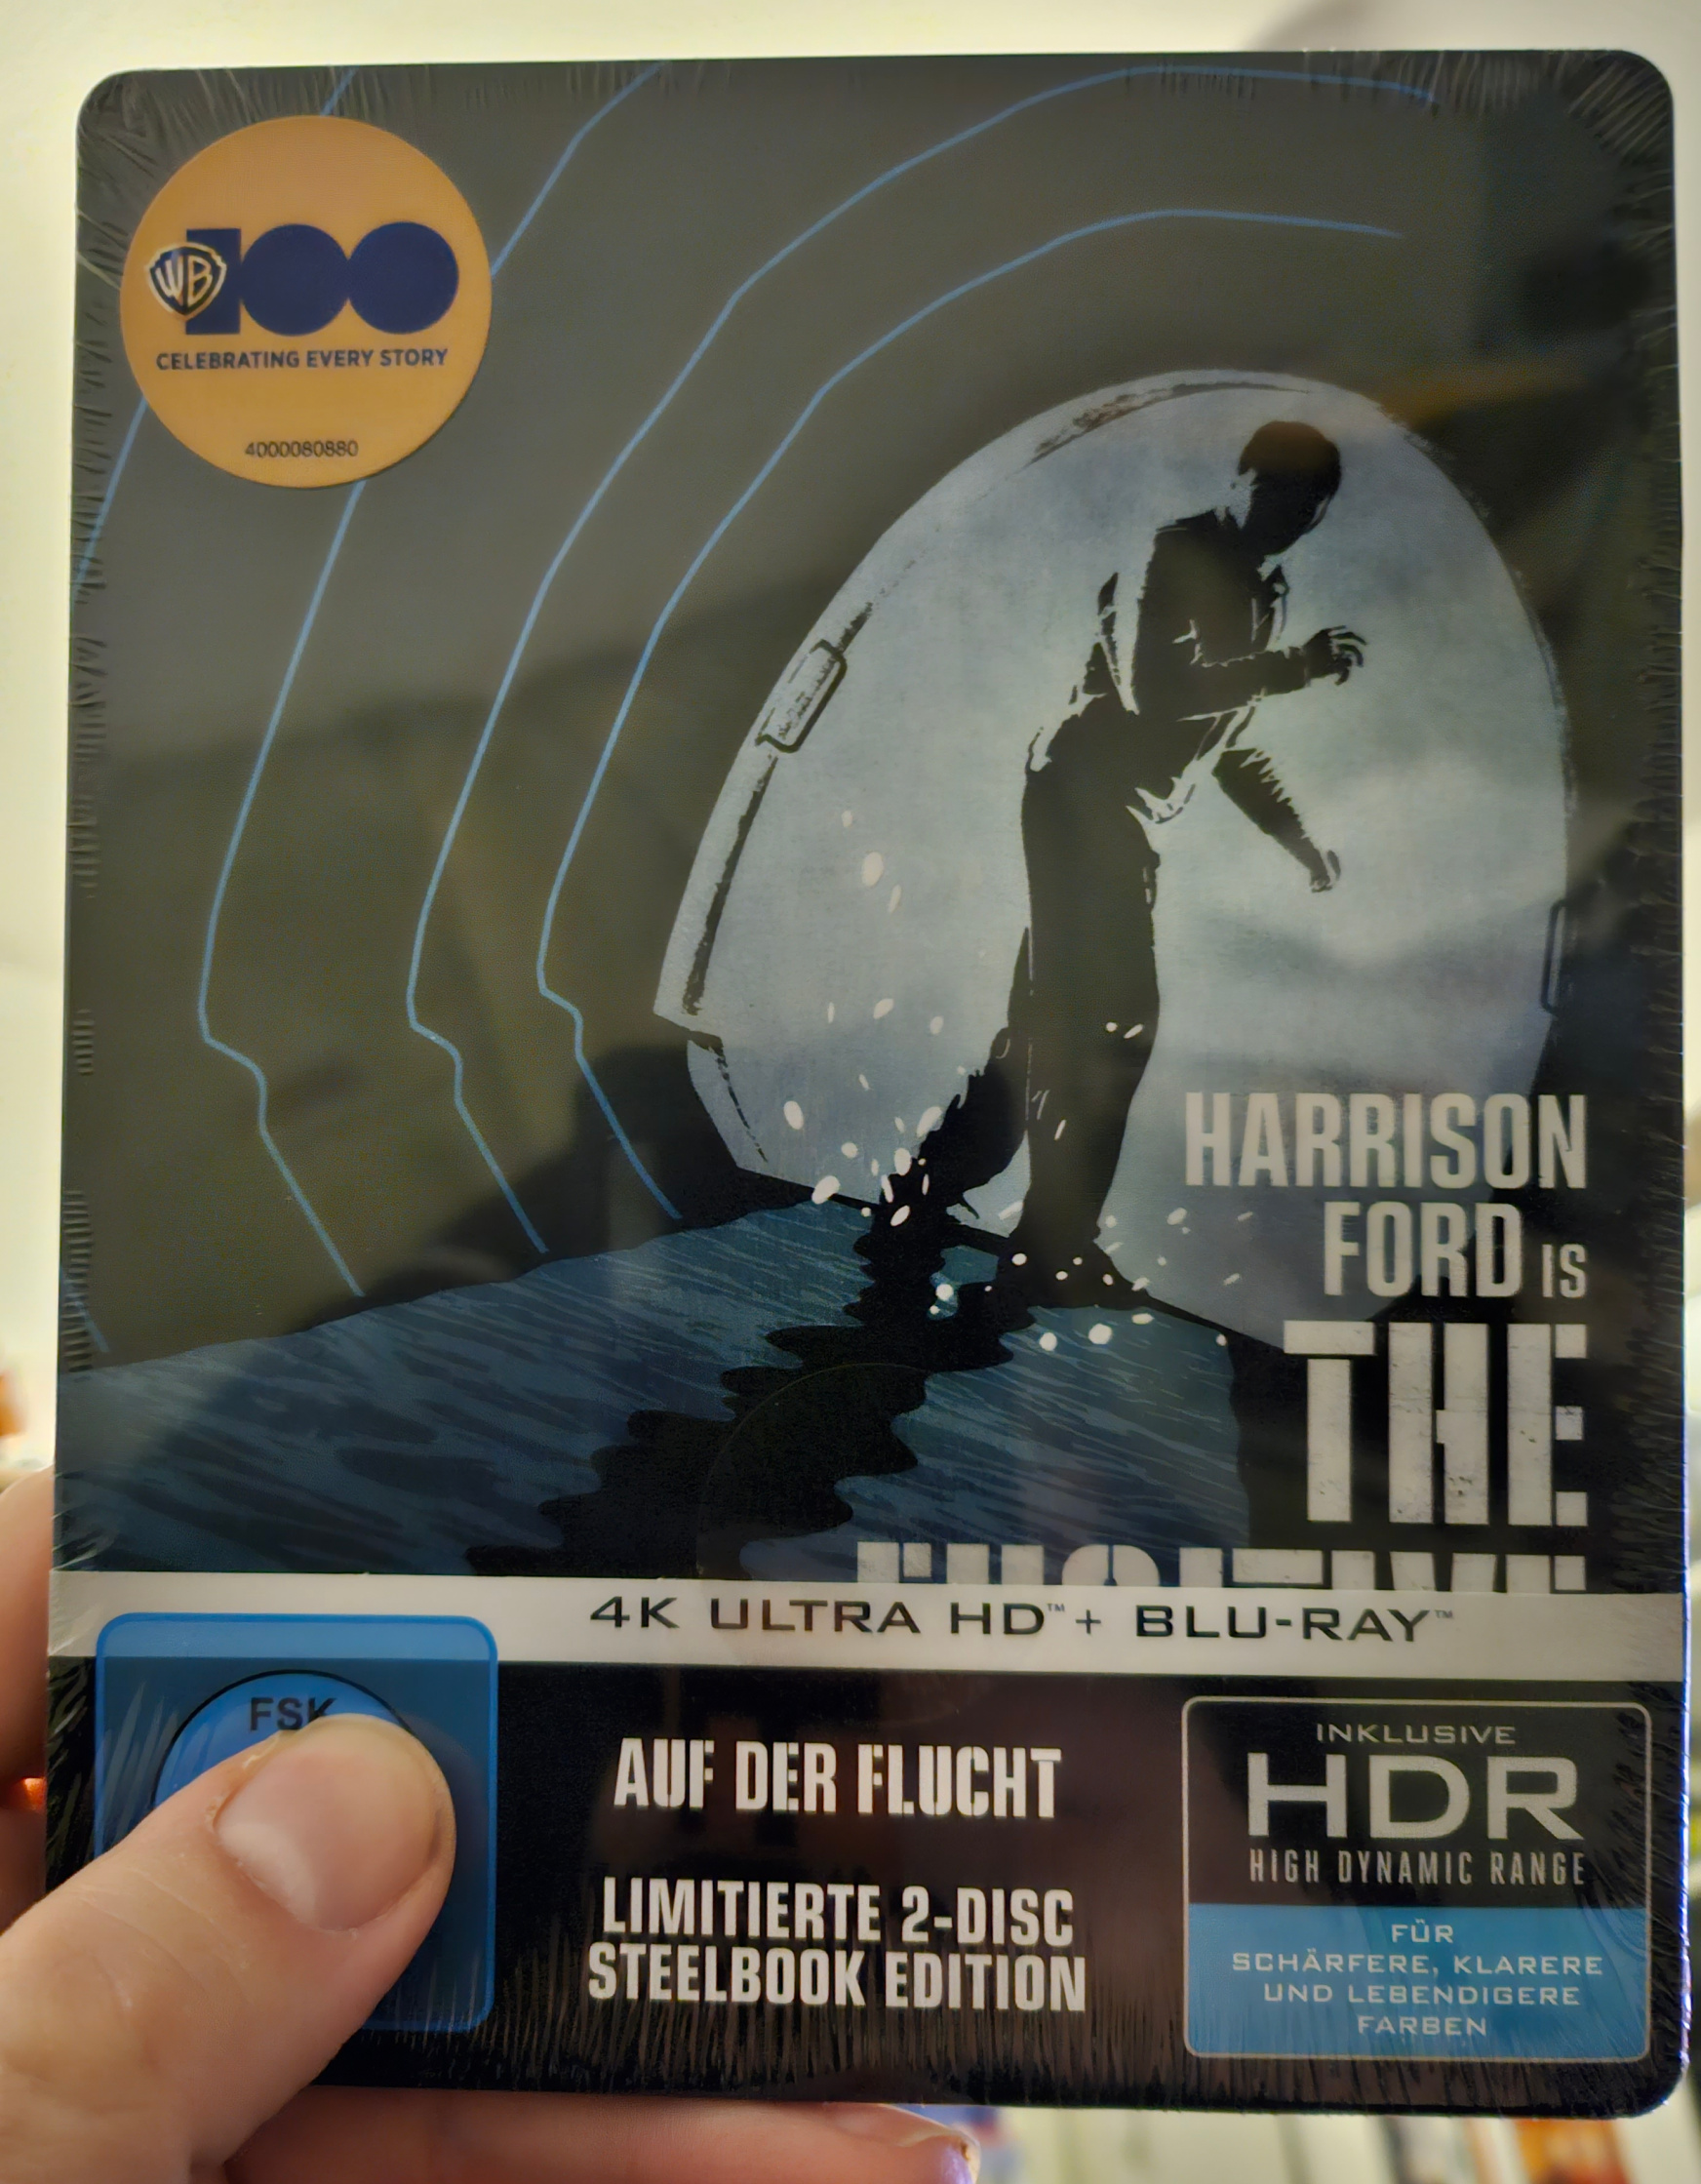 WB 100
CELEBRATING EVERY STORY
4000080880
HARRISON
FORD IS
THE
FUGITIVE
4K ULTRA HD™ + BLU-RAY™
FSK
AUF DER FLUCHT
LIMITIERTE 2-DISC
STEELBOOK EDITION
INKLUSIVE
HDR
HIGH DYNAMIC RANGE
FÜR
SCHÄRFERE, KLARERE
UND LEBENDIGERE
FARBEN